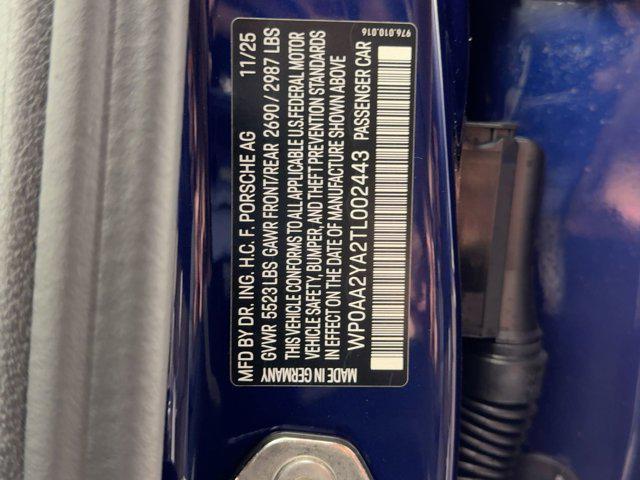 MFD BY DR. ING. H.C. F. PORSCHE AG 11/25
GVWR 5523 LBS GAWR FRONT/REAR 2690/2987 LBS
THIS VEHICLE CONFORMS TO ALL APPLICABLE U.S.FEDERAL MOTOR
VEHICLE SAFETY, BUMPER, AND THEFT PREVENTION STANDARDS
IN EFFECT ON THE DATE OF MANUFACTURE SHOWN ABOVE
WP0AA2YA2TL002443 PASSENGER CAR
MADE IN GERMANY
976.010.016